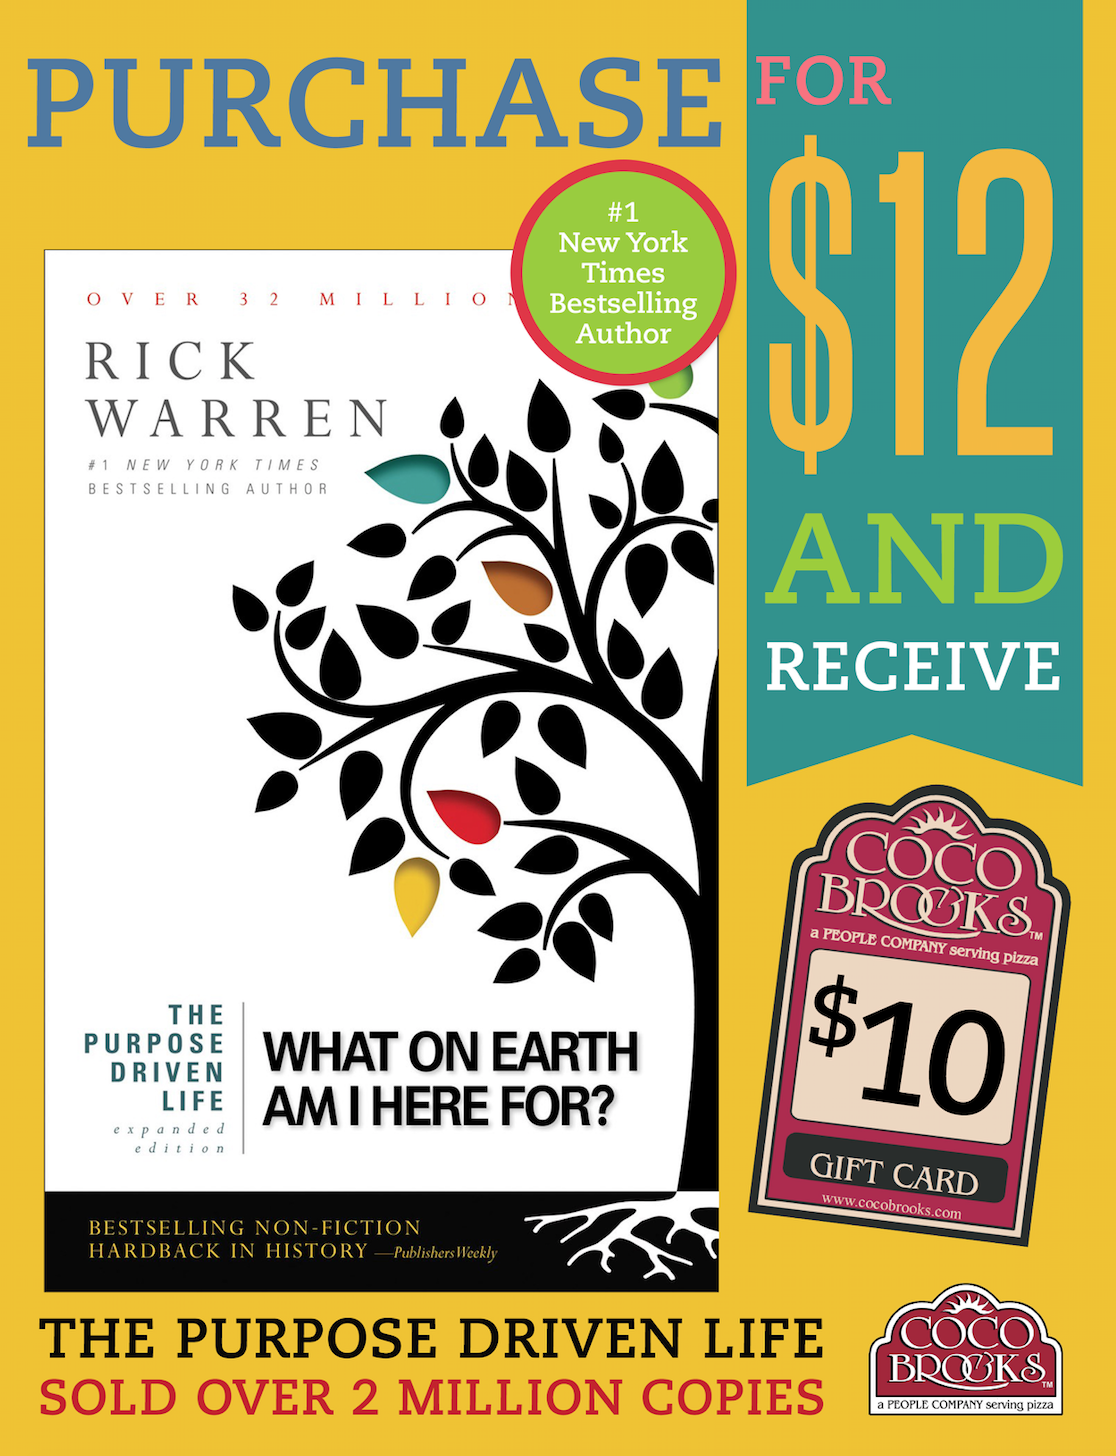 PURCHASE
FOR
$12
AND
RECEIVE
#1
New York
Times
Bestselling
Author
OVER 32 MILLION
RICK
WARREN
#1 NEW YORK TIMES
BESTSELLING AUTHOR
THE
PURPOSE
DRIVEN
LIFE
expanded
edition
WHAT ON EARTH
AM I HERE FOR?
BESTSELLING NON-FICTION
HARDBACK IN HISTORY —Publishers Weekly
COCO
BROOKS™
a PEOPLE COMPANY serving pizza
$10
GIFT CARD
www.cocobrooks.com
THE PURPOSE DRIVEN LIFE
SOLD OVER 2 MILLION COPIES
COCO
BROOKS™
a PEOPLE COMPANY serving pizza